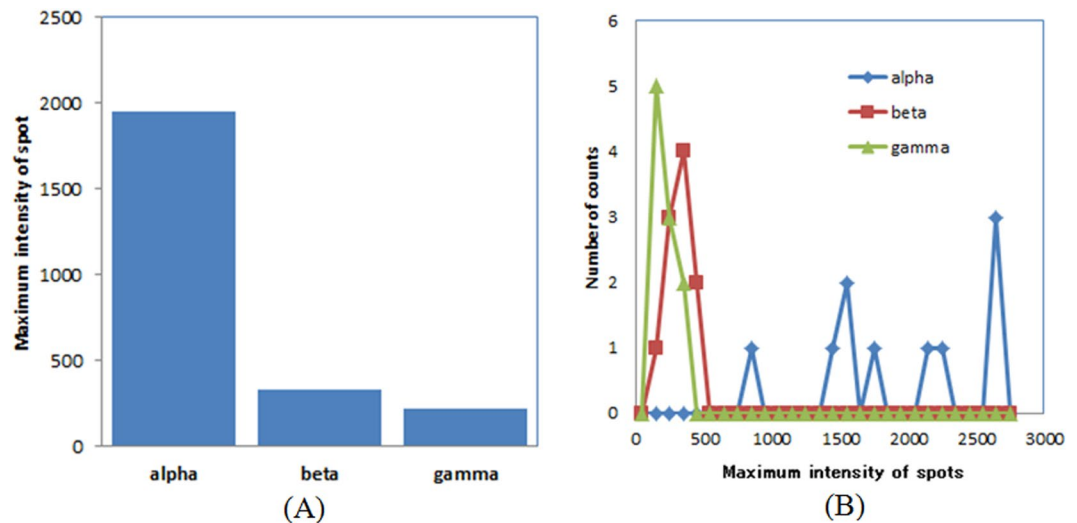 2500
2000
1500
1000
500
0
Maximum intensity of spot
alpha
beta
gamma
(A)
6
5
4
3
2
1
0
Number of counts
alpha
beta
gamma
0
500
1000
1500
2000
2500
3000
Maximum intensity of spots
(B)